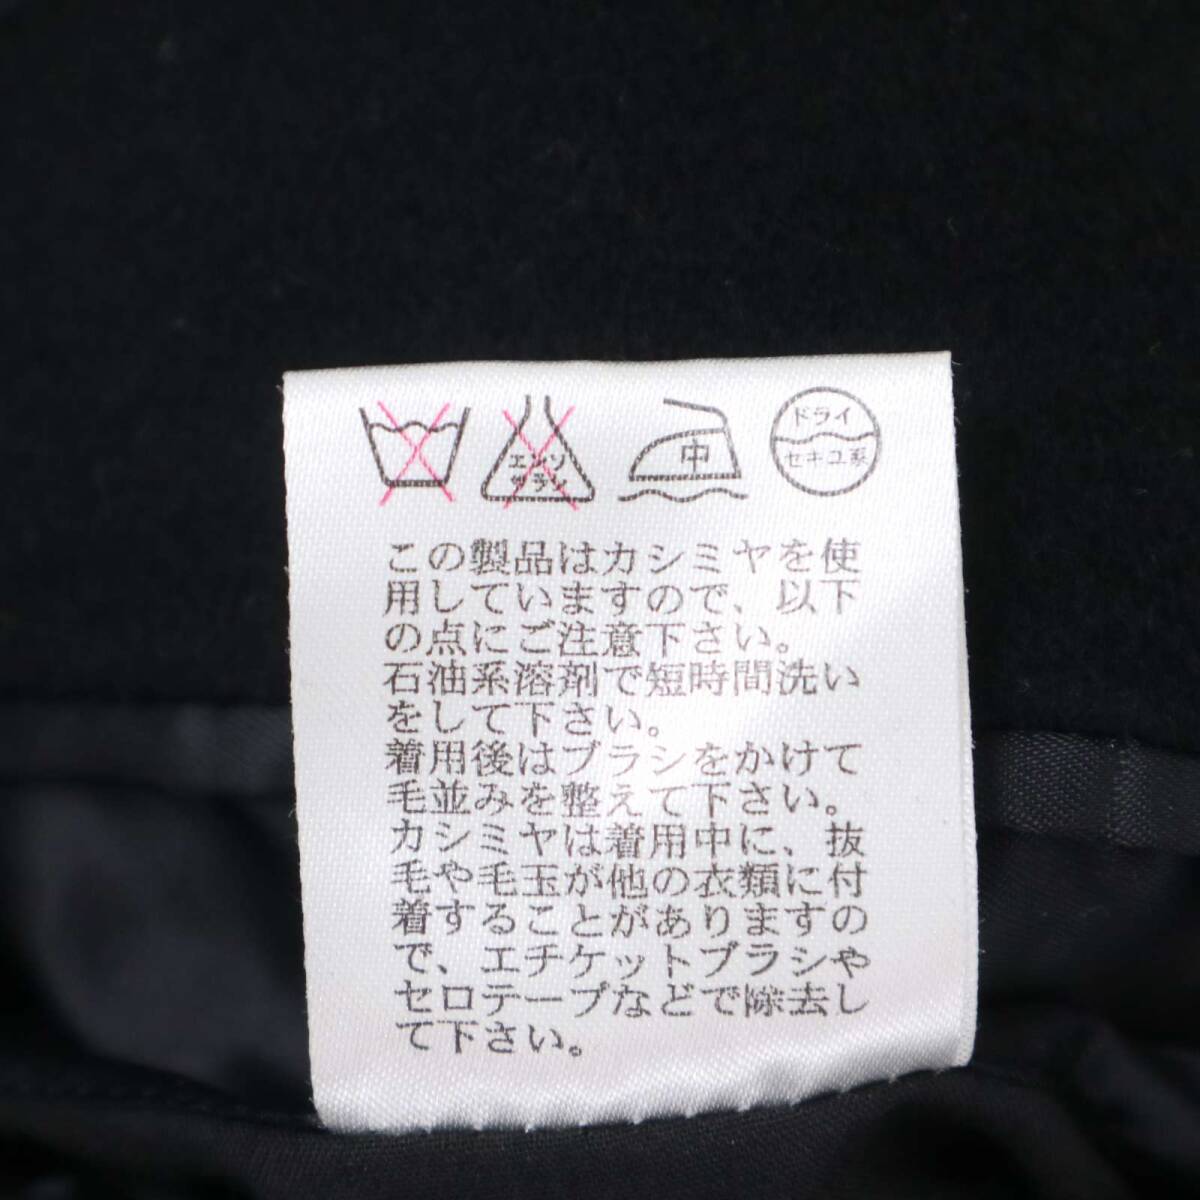 エンソ
サラシ
中
ドライ
セキユ系
この製品はカシミヤを使
用していますので、以下
の点にご注意下さい。
石油系溶剤で短時間洗い
をして下さい。
着用後はブラシをかけて
毛並みを整えて下さい。
カシミヤは着用中に、抜
毛や毛玉が他の衣類に付
着することがありますの
で、エチケットブラシや
セロテープなどで除去し
て下さい。